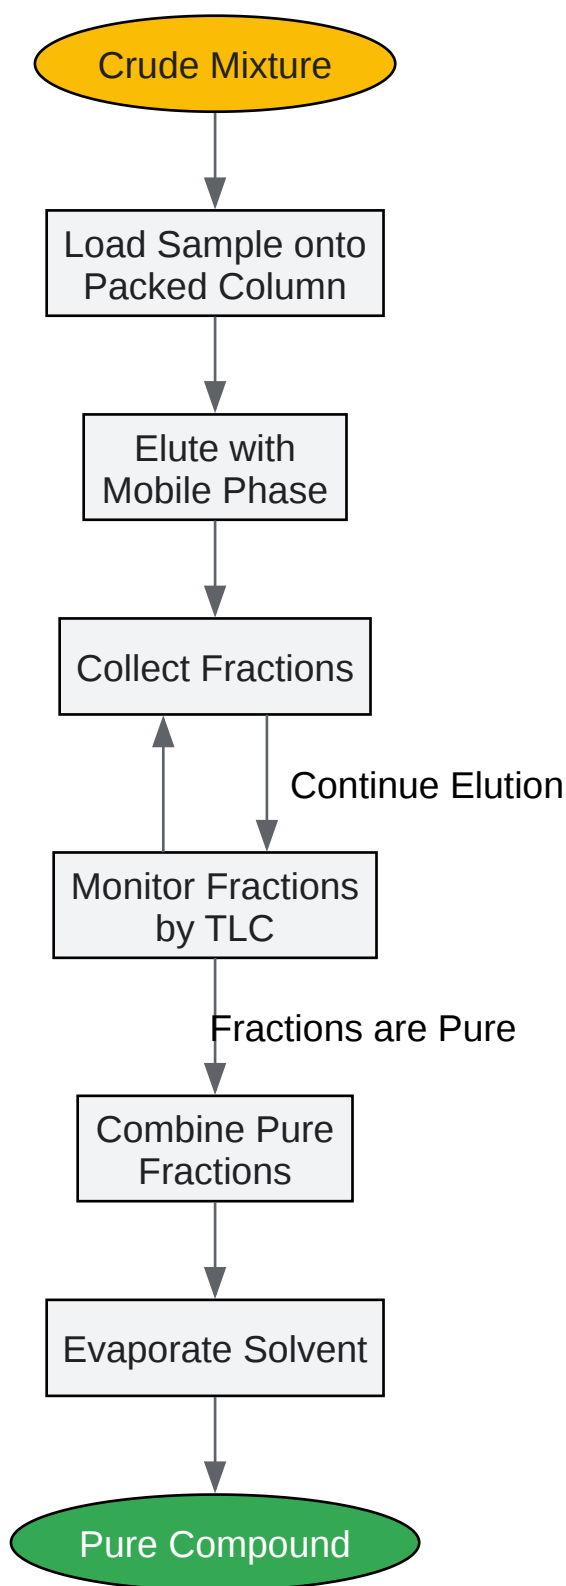 Crude Mixture
Load Sample onto
Packed Column
Elute with
Mobile Phase
Collect Fractions
Continue Elution
Monitor Fractions
by TLC
Fractions are Pure
Combine Pure
Fractions
Evaporate Solvent
Pure Compound